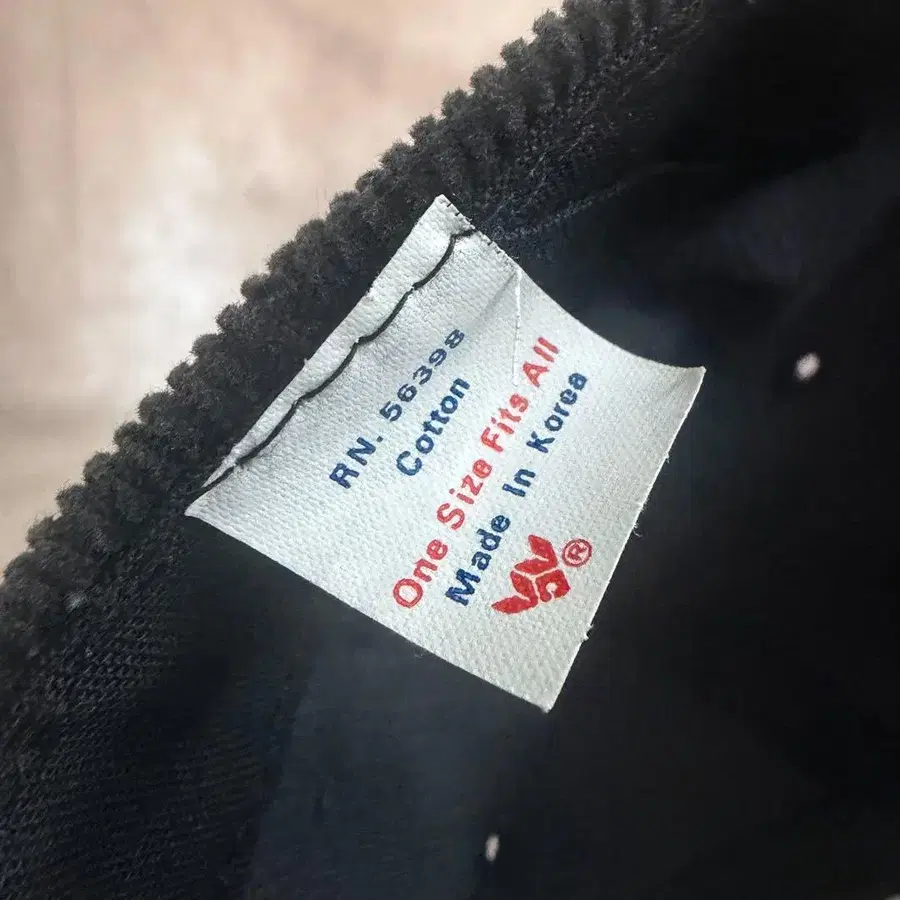 RN. 56398
Cotton
One Size Fits All
Made In Korea
®